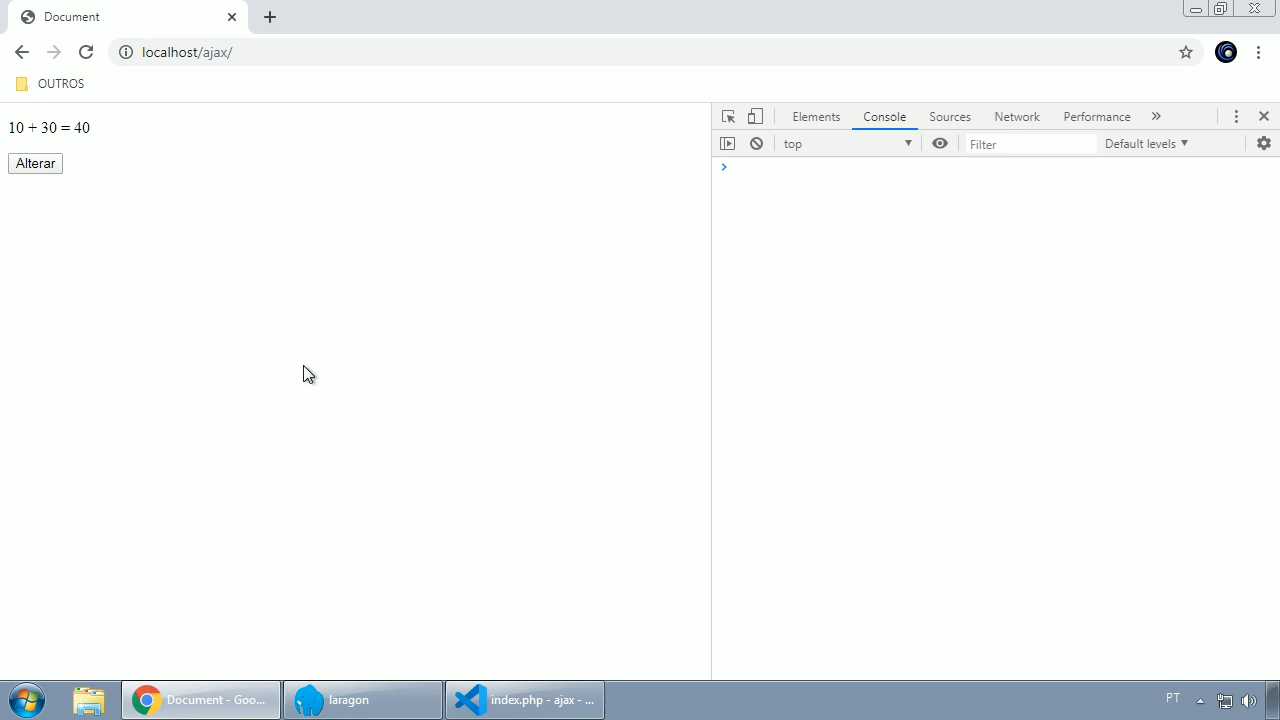 Document
localhost/ajax/
OUTROS
10 + 30 = 40
Alterar
Elements Console Sources Network Performance »
top Filter Default levels
Document - Goo... laragon index.php - ajax - ... PT